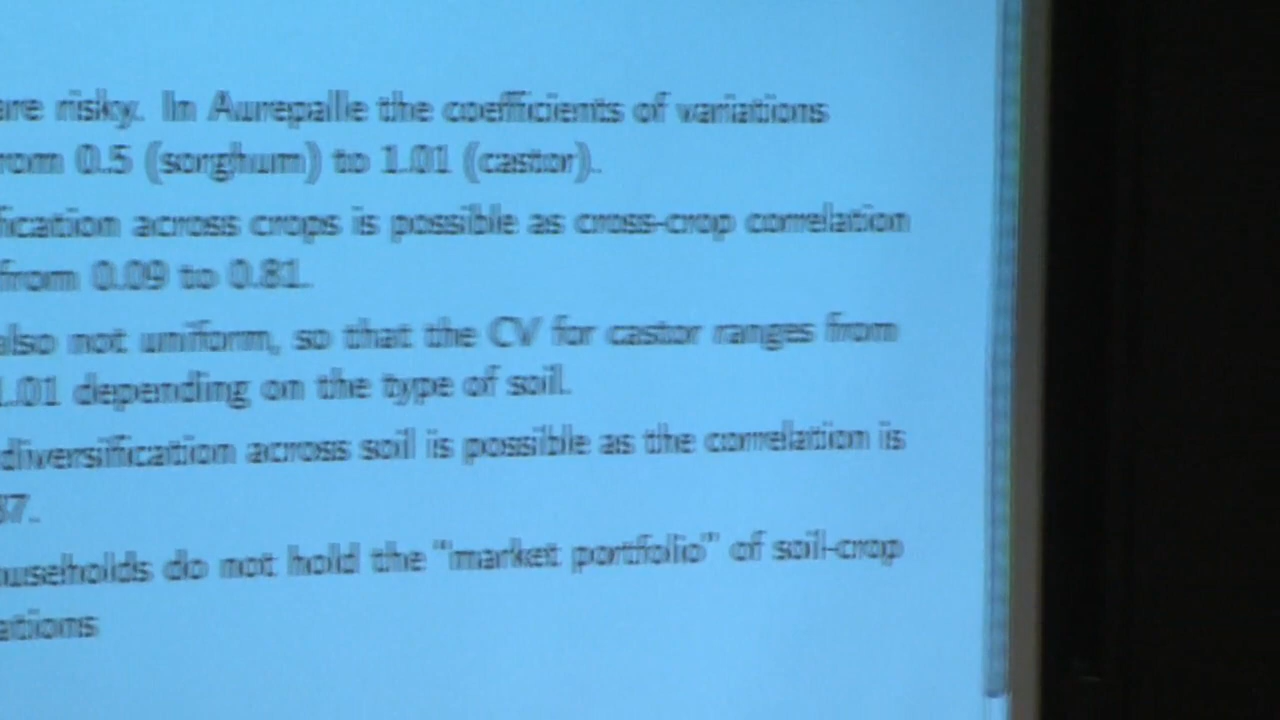 are risky. In Aurepalle the coefficients of variations
rom 0.5 (sorghum) to 1.01 (castor).
fication across crops is possible as cross-crop correlation
from 0.09 to 0.81.
also not uniform, so that the CV for castor ranges from
1.01 depending on the type of soil.
diversification across soil is possible as the correlation is
37.
ouseholds do not hold the "market portfolio" of soil-crop
ations